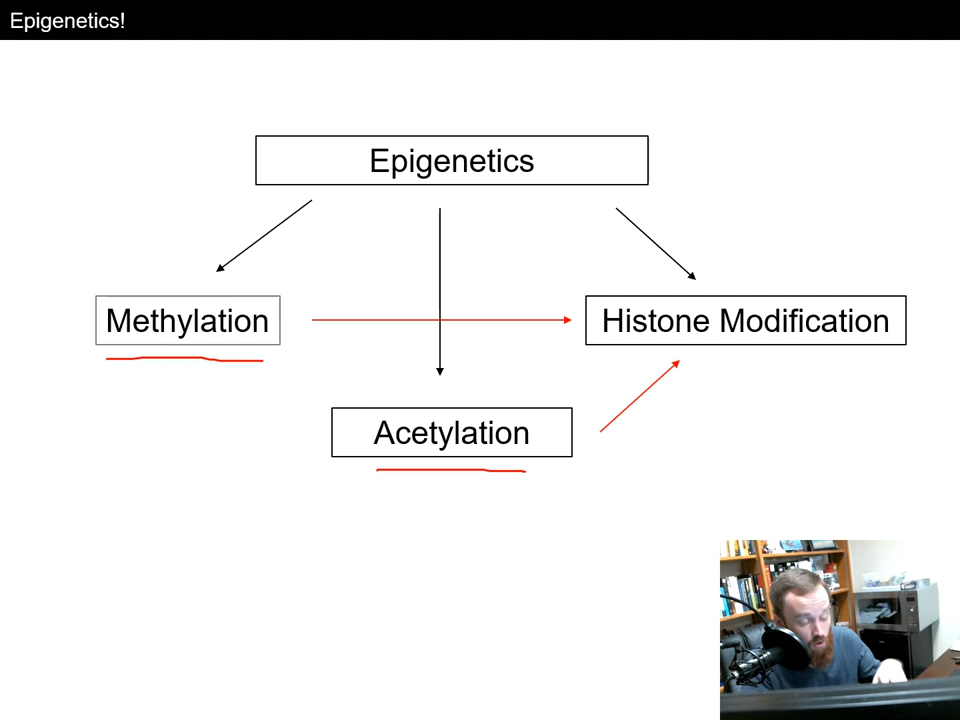 Epigenetics!
Epigenetics
Methylation
Histone Modification
Acetylation